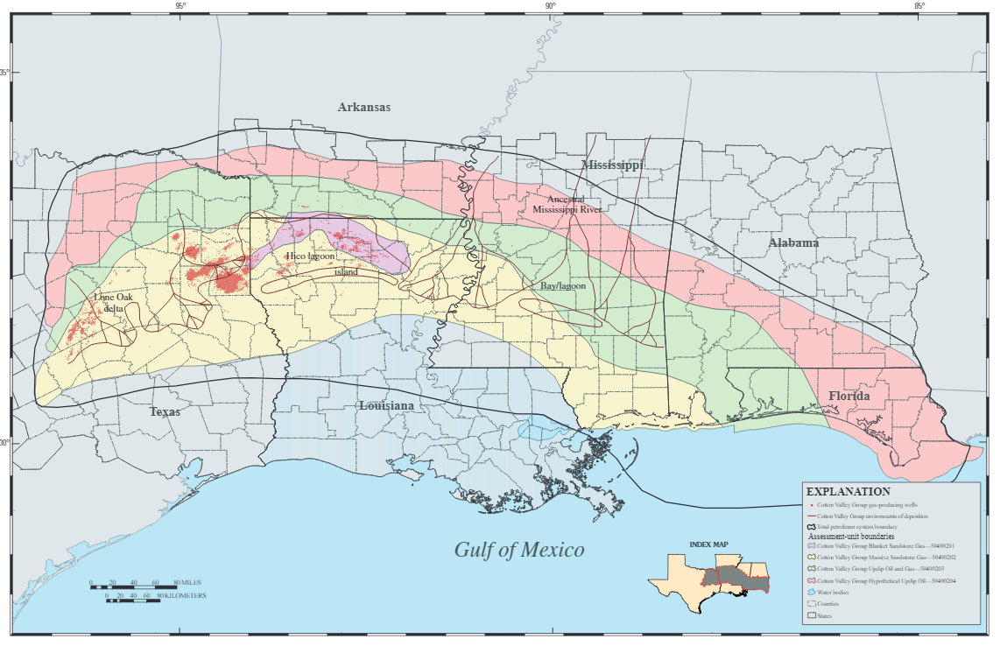 95°
90°
85°
35°
Arkansas
Mississippi
Ancestral
Mississippi River
Alabama
Hico lagoon
island
Bay/lagoon
Lone Oak
delta
Texas
Louisiana
Florida
30°
Gulf of Mexico
EXPLANATION
Cotton Valley Group gas-producing wells
Cotton Valley Group environments of deposition
Total petroleum system boundary
Assessment-unit boundaries
Cotton Valley Group Blanket Sandstone Gas—50490201
Cotton Valley Group Massive Sandstone Gas—50490202
Cotton Valley Group Updip Oil and Gas—50490203
Cotton Valley Group Hypothetical Updip Oil—50490204
Water bodies
Counties
States
INDEX MAP
0 20 40 60 80 MILES
0 20 40 60 80 KILOMETERS